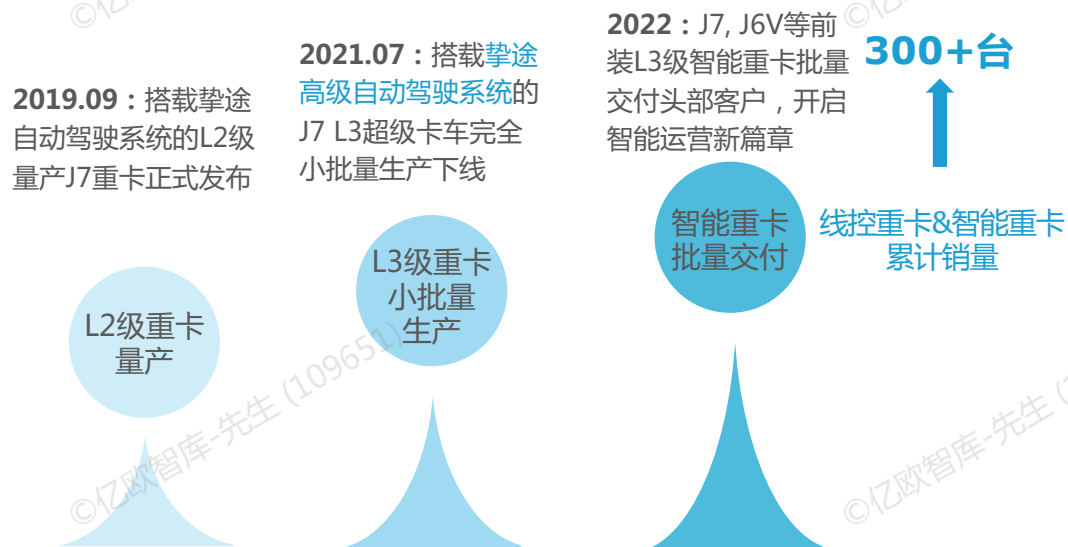 2019.09：搭载挚途
自动驾驶系统的L2级
量产J7重卡正式发布
L2级重卡
量产
2021.07：搭载挚途
高级自动驾驶系统的
J7 L3超级卡车完全
小批量生产下线
L3级重卡
小批量
生产
2022：J7, J6V等前
装L3级智能重卡批量
交付头部客户，开启
智能运营新篇章
智能重卡
批量交付
300+台
线控重卡&智能重卡
累计销量
©亿欧智库-先生 (109651)
©亿欧智库-先生 (